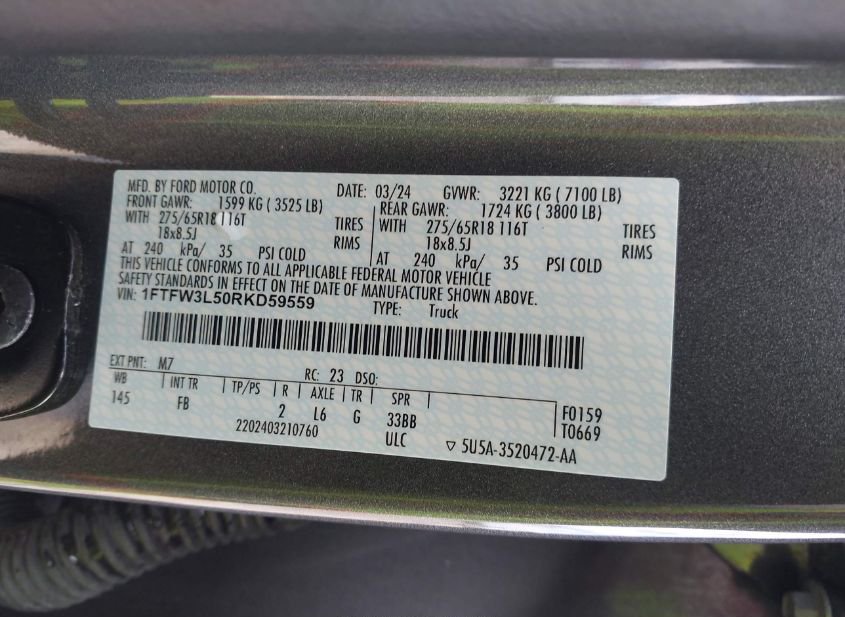 MFD. BY FORD MOTOR CO. DATE: 03/24 GVWR: 3221 KG ( 7100 LB)
FRONT GAWR: 1599 KG ( 3525 LB) REAR GAWR: 1724 KG ( 3800 LB)
WITH 275/65R18 116T TIRES WITH 275/65R18 116T TIRES
18x8.5J RIMS 18x8.5J RIMS
AT 240 kPa/ 35 PSI COLD AT 240 kPa/ 35 PSI COLD
THIS VEHICLE CONFORMS TO ALL APPLICABLE FEDERAL MOTOR VEHICLE
SAFETY STANDARDS IN EFFECT ON THE DATE OF MANUFACTURE SHOWN ABOVE.
VIN: 1FTFW3L50RKD59559 TYPE: Truck
EXT PNT: M7 RC: 23 DSO:
WB INT TR TP/PS R AXLE TR SPR
145 FB 2 L6 G 33BB F0159
2202403210760 ULC T0669
5U5A-3520472-AA